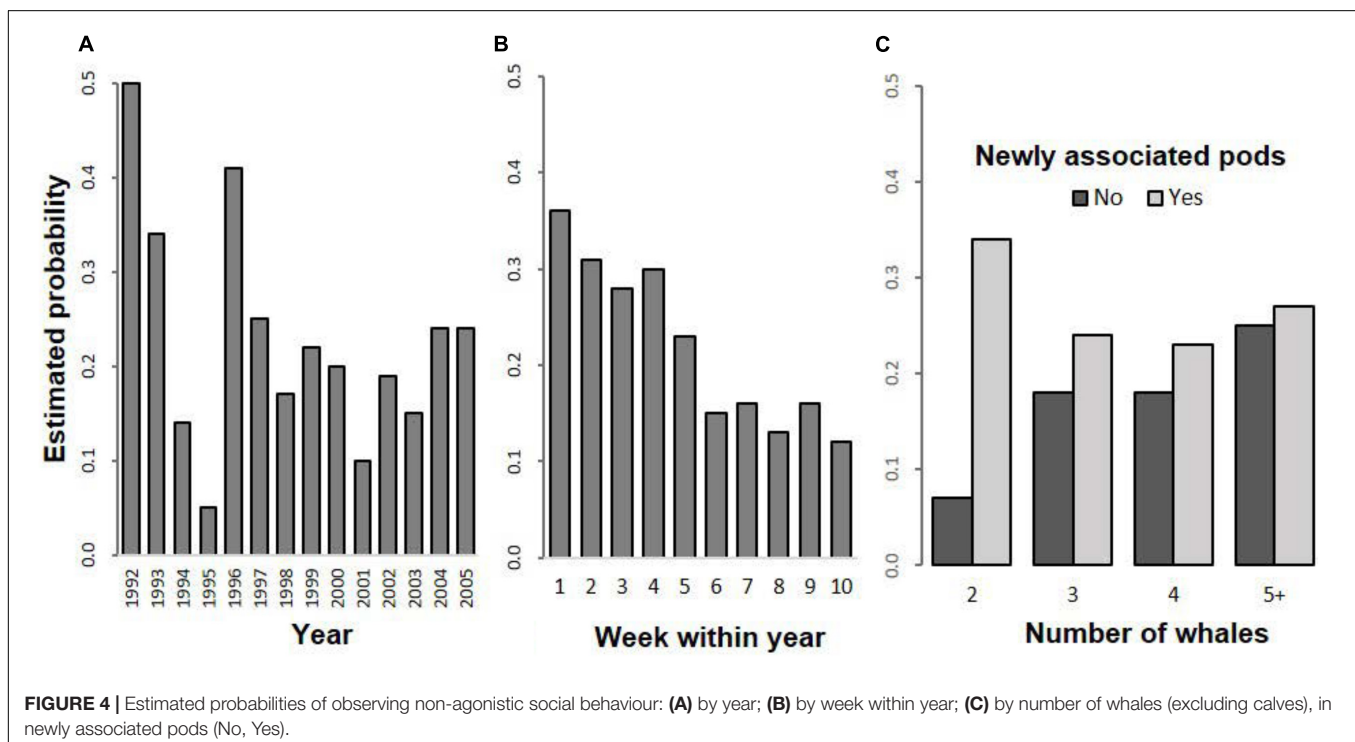 A
Estimated probability
0.5
0.4
0.3
0.2
0.1
0.0
1992 1993 1994 1995 1996 1997 1998 1999 2000 2001 2002 2003 2004 2005
Year
B
0.5
0.4
0.3
0.2
0.1
0.0
1 2 3 4 5 6 7 8 9 10
Week within year
C
0.5
0.4
0.3
0.2
0.1
0.0
Newly associated pods
No Yes
2 3 4 5+
Number of whales
FIGURE 4 | Estimated probabilities of observing non-agonistic social behaviour: (A) by year; (B) by week within year; (C) by number of whales (excluding calves), in
newly associated pods (No, Yes).